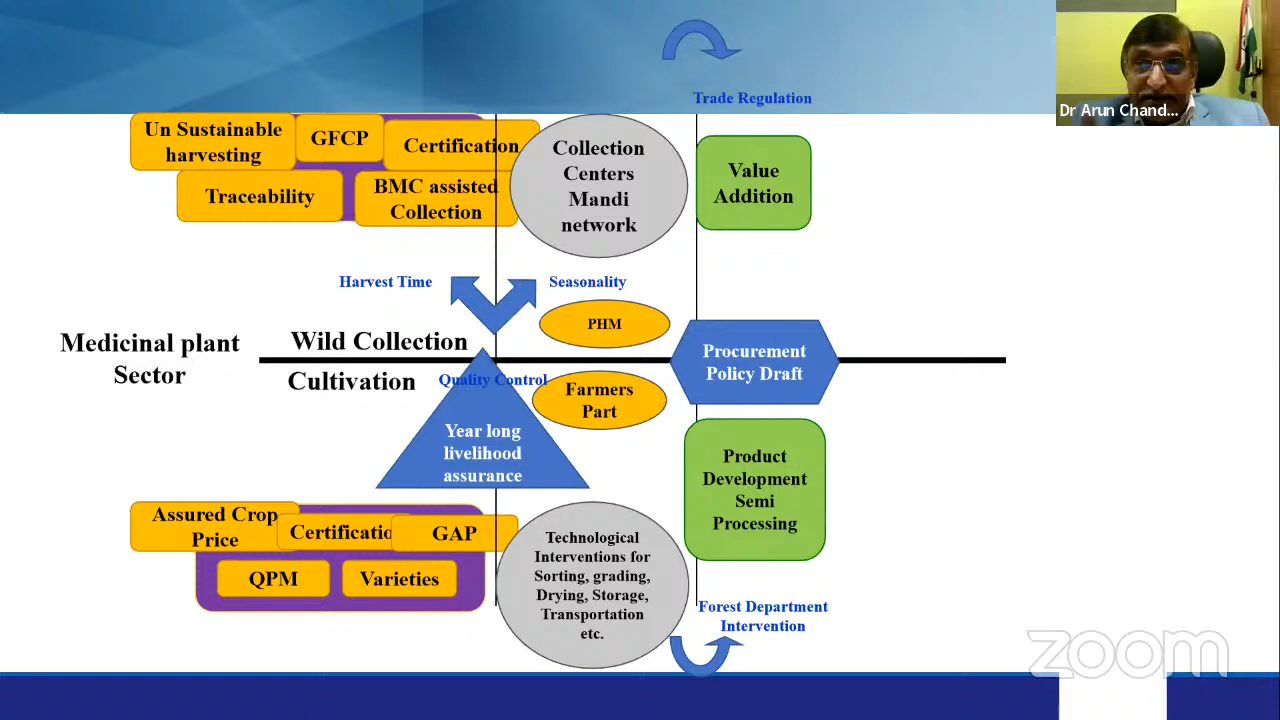 Trade Regulation
Dr Arun Chand...
Un Sustainable
harvesting
GFCP
Certification
Traceability
BMC assisted
Collection
Collection
Centers
Mandi
network
Value
Addition
Harvest Time
Seasonality
PHM
Medicinal plant
Sector
Wild Collection
Cultivation
Quality Control
Farmers
Part
Procurement
Policy Draft
Year long
livelihood
assurance
Product
Development
Semi
Processing
Assured Crop
Price
Certificatio
GAP
QPM
Varieties
Technological
Interventions for
Sorting, grading,
Drying, Storage,
Transportation
etc.
Forest Department
Intervention
zoom